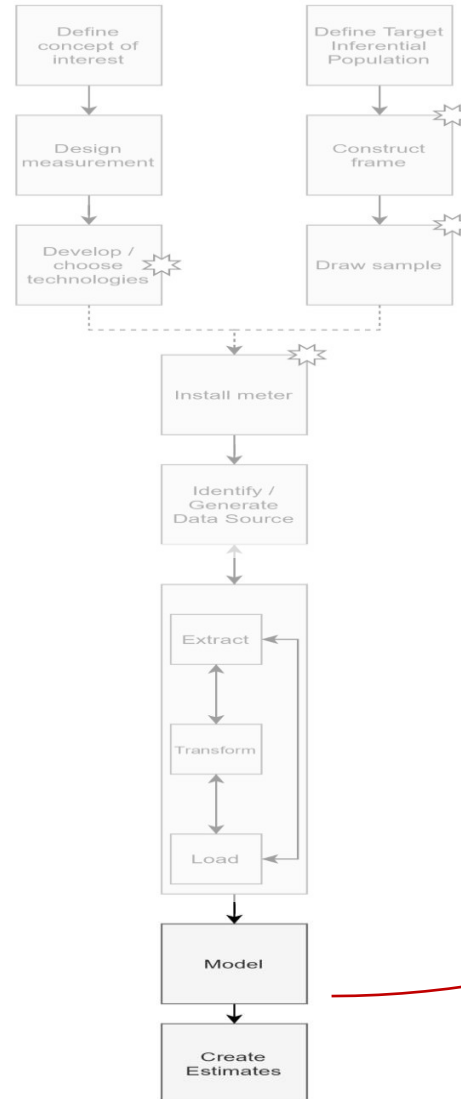 Define
concept of
interest
Define Target
Inferential
Population
Design
measurement
Construct
frame
Develop /
choose
technologies
Draw sample
Install meter
Identify /
Generate
Data Source
Extract
Transform
Load
Model
Create
Estimates